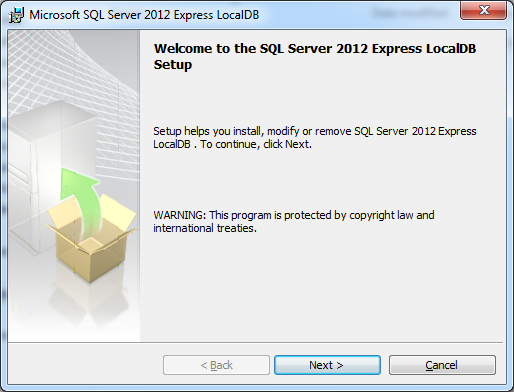 Microsoft SQL Server 2012 Express LocalDB
Welcome to the SQL Server 2012 Express LocalDB
Setup
Setup helps you install, modify or remove SQL Server 2012 Express
LocalDB . To continue, click Next.
WARNING: This program is protected by copyright law and
international treaties.
< Back
Next >
Cancel